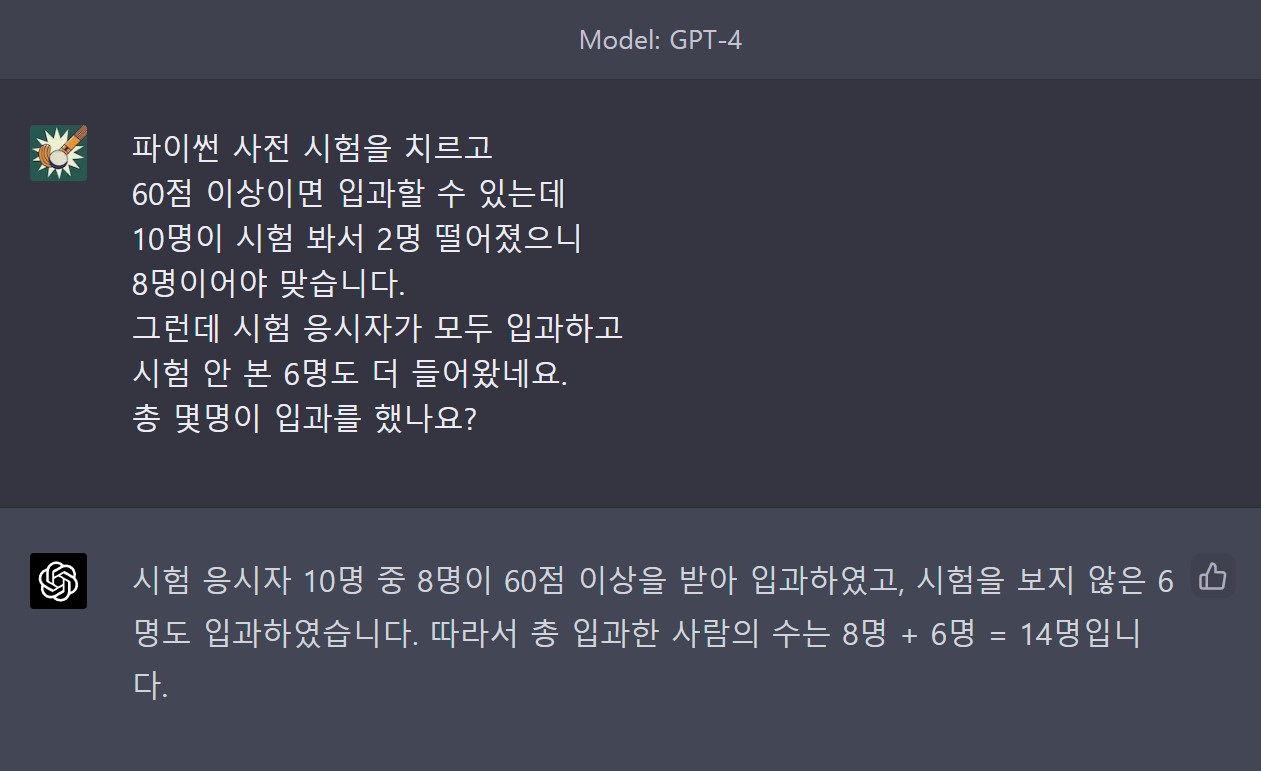 Model: GPT-4
파이썬 사전 시험을 치르고
60점 이상이면 입과할 수 있는데
10명이 시험 봐서 2명 떨어졌으니
8명이어야 맞습니다.
그런데 시험 응시자가 모두 입과하고
시험 안 본 6명도 더 들어왔네요.
총 몇명이 입과를 했나요?
시험 응시자 10명 중 8명이 60점 이상을 받아 입과하였고, 시험을 보지 않은 6
명도 입과하였습니다. 따라서 총 입과한 사람의 수는 8명 + 6명 = 14명입니
다.